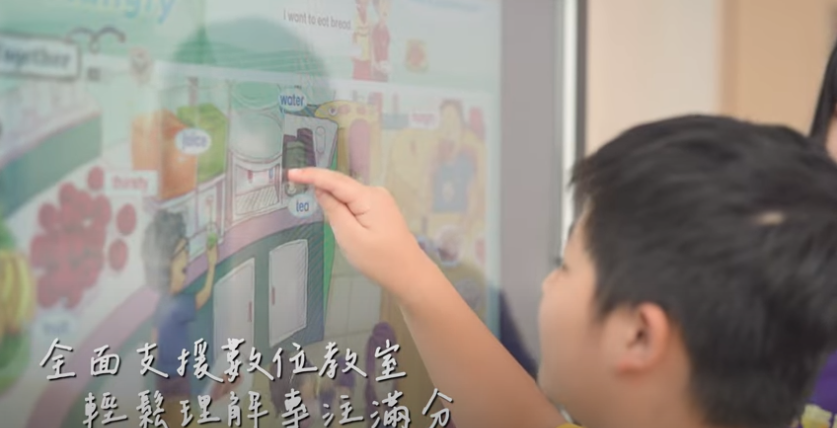 i want to eat bread
together
water
juice
thirsty
tea
全面支援數位教室
輕鬆理解專注滿分